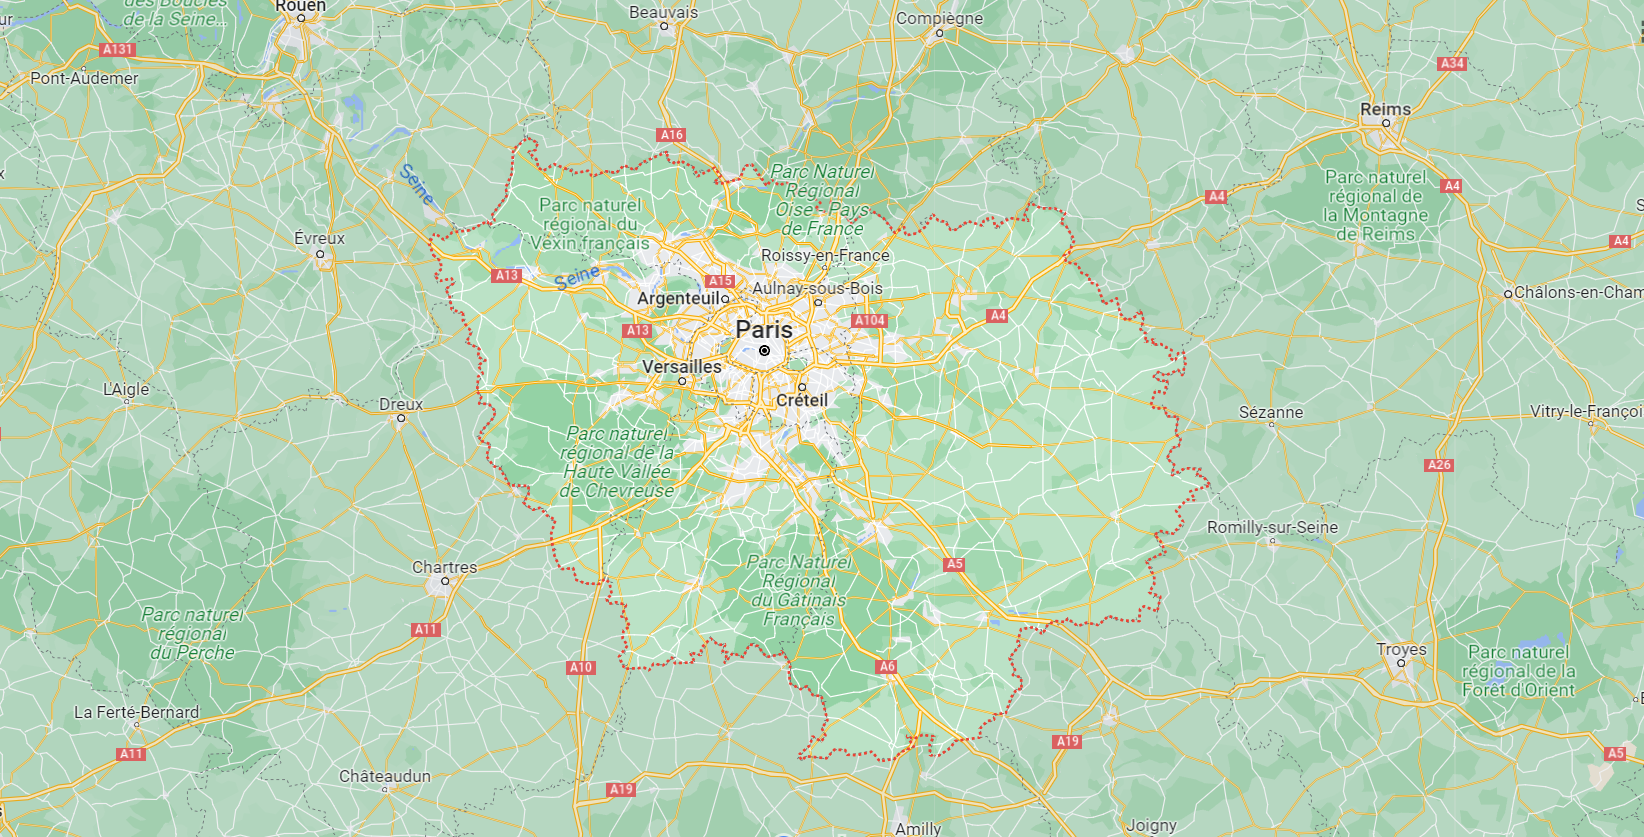 des Boucles
de la Seine...
Rouen
Beauvais
Compiègne
A131
Pont-Audemer
A34
Reims
A16
Seine
Parc Naturel
Régional
Oise - Pays
de France
Parc naturel
régional de
la Montagne
de Reims
A4
A4
Parc naturel
régional du
Vexin français
Évreux
A4
Roissy-en-France
A13
Seine
A15
Aulnay-sous-Bois
Argenteuil
Châlons-en-Cham
A13
Paris
A104
A4
Versailles
L'Aigle
Créteil
Dreux
Sézanne
Vitry-le-Françoi
Parc naturel
régional de la
Haute Vallée
de Chevreuse
A26
Romilly-sur-Seine
Chartres
Parc Naturel
Régional
du Gâtinais
Français
A5
Parc naturel
régional
du Perche
A11
A10
A6
Troyes
Parc naturel
régional de la
Forêt d'Orient
La Ferté-Bernard
A11
A19
A5
Châteaudun
A19
Amilly
Joigny